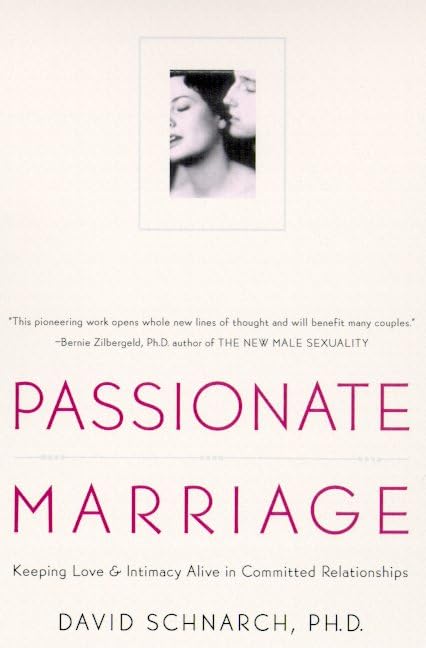 "This pioneering work opens whole new lines of thought and will benefit many couples."
–Bernie Zilbergeld, Ph.D. author of THE NEW MALE SEXUALITY
PASSIONATE
MARRIAGE
Keeping Love & Intimacy Alive in Committed Relationships
DAVID SCHNARCH, PH.D.